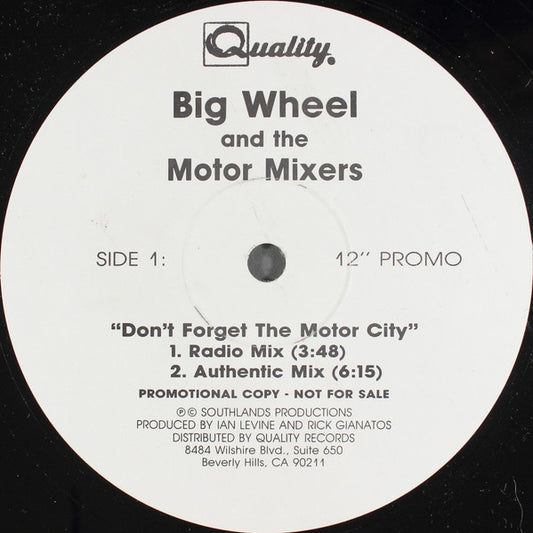 Quality®
Big Wheel
and the
Motor Mixers
SIDE 1: 12" PROMO
"Don't Forget The Motor City"
1. Radio Mix (3:48)
2. Authentic Mix (6:15)
PROMOTIONAL COPY - NOT FOR SALE
℗© SOUTHLANDS PRODUCTIONS
PRODUCED BY IAN LEVINE AND RICK GIANATOS
DISTRIBUTED BY QUALITY RECORDS
8484 Wilshire Blvd., Suite 650
Beverly Hills, CA 90211